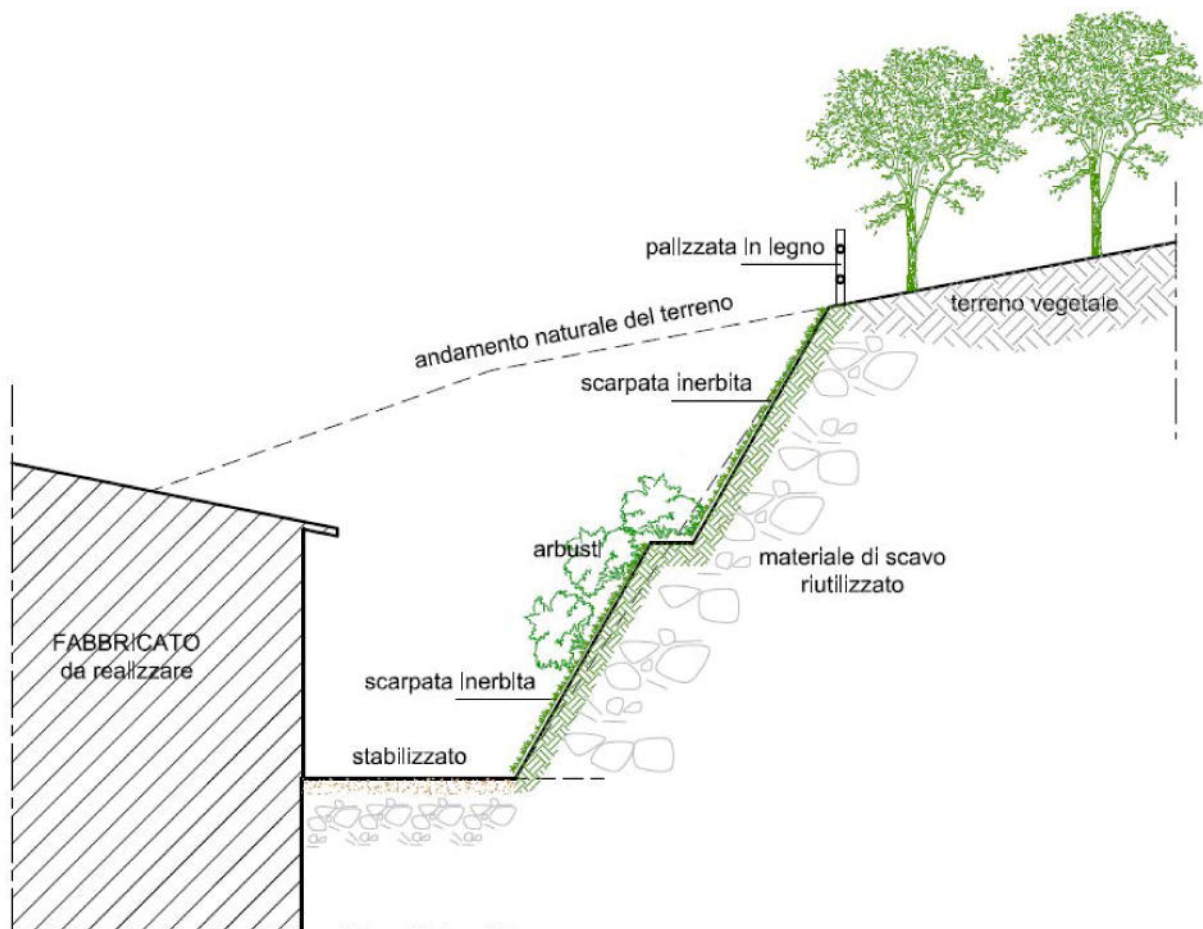 palizzata in legno
terreno vegetale
andamento naturale del terreno
scarpata inerbita
arbusti
materiale di scavo
riutilizzato
FABBRICATO
da realizzare
scarpata inerbita
stabilizzato